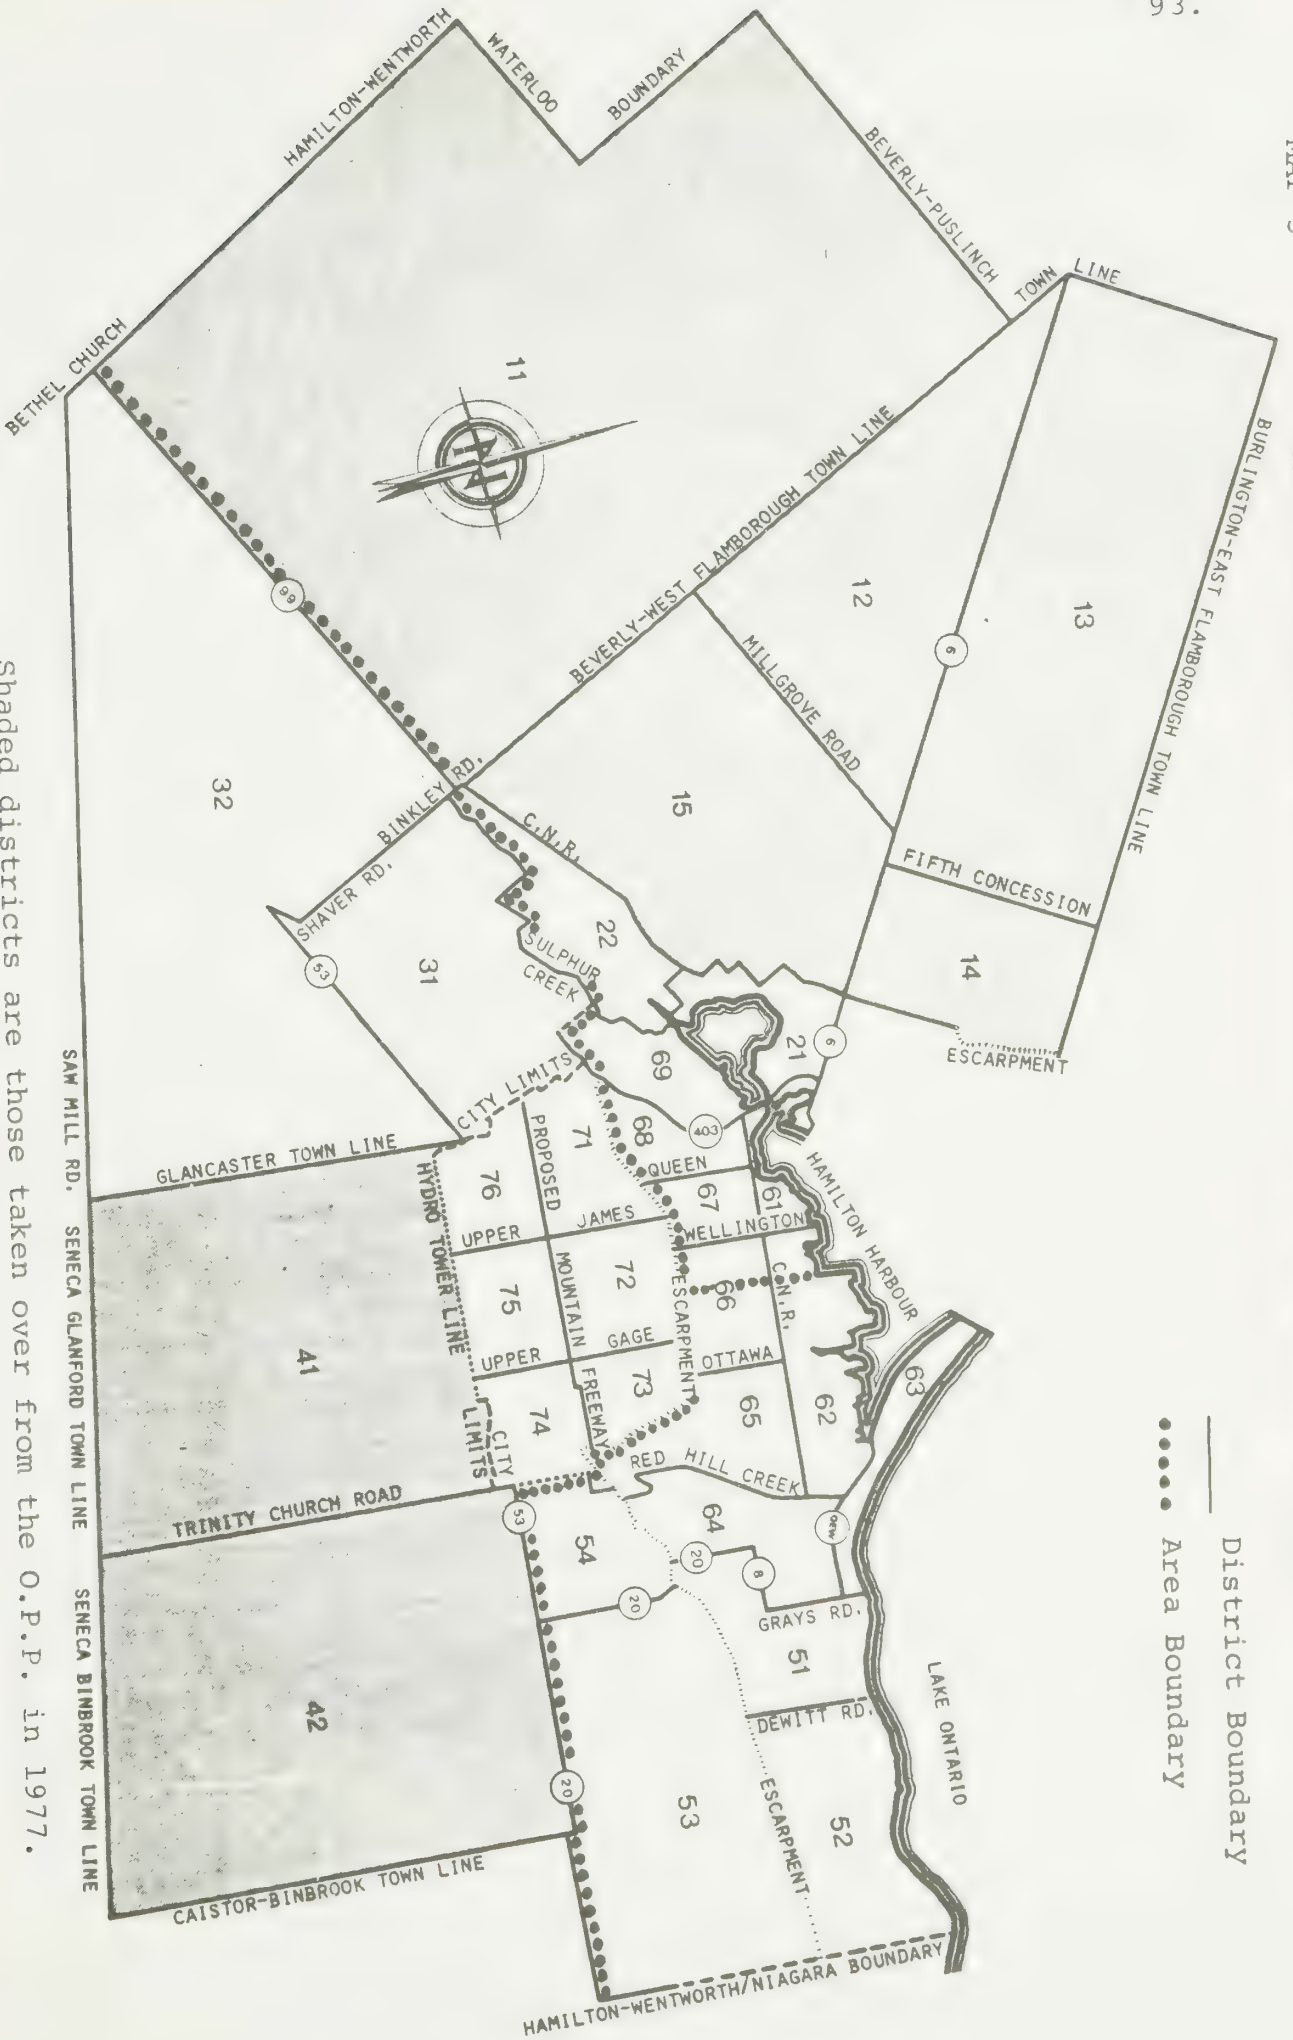 93.
District Boundary
Area Boundary
HAMILTON-WENTWORTH
WATERLOO
BOUNDARY
BEVERLY-PUSLINCH
TOWN
LINE
BURLINGTON-EAST FLAMBOROUGH TOWN LINE
BETHEL CHURCH
11
N
BEVERLY-WEST FLAMBOROUGH TOWN LINE
12
13
6
MILLGROVE ROAD
99
32
BINKLEY RD.
C.N.R.
15
FIFTH CONCESSION
14
SHAVER RD.
53
31
SULPHUR
CREEK
22
21
6
ESCARPMENT
69
CITY LIMITS
403
HAMILTON HARBOUR
GLANCASTER TOWN LINE
HYDRO TOWER LINE
76
PROPOSED
71
68
QUEEN
67
61
UPPER
JAMES
WELLINGTON
75
MOUNTAIN
72
ESCARPMENT
66
C.N.R.
UPPER
GAGE
OTTAWA
62
63
74
FREEWAY
73
65
CITY
LIMITS
RED HILL CREEK
QEW
41
TRINITY CHURCH ROAD
53
54
64
20
8
20
GRAYS RD.
51
DEWITT RD.
LAKE ONTARIO
42
20
53
ESCARPMENT
52
CAISTOR-BINBROOK TOWN LINE
HAMILTON-WENTWORTH/NIAGARA BOUNDARY
SAW MILL RD.
SENECA GLANFORD TOWN LINE
SENECA BINBROOK TOWN LINE
Shaded districts are those taken over from the O.P.P. in 1977.